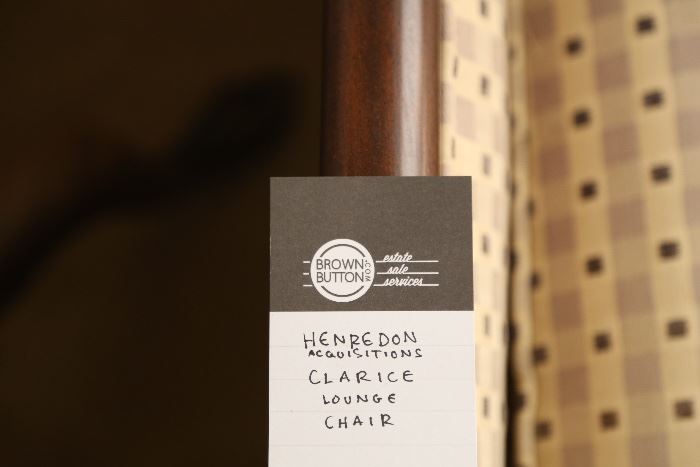 BROWN
BUTTON
.COM
estate
sale
services
HENREDON
ACQUISITIONS
CLARICE
LOUNGE
CHAIR